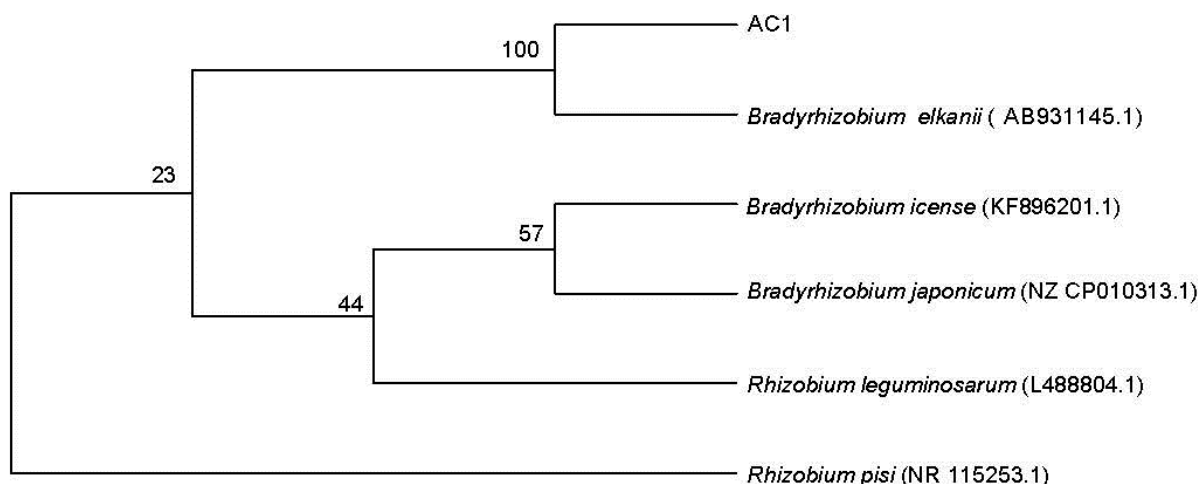 AC1
100
Bradyrhizobium elkanii ( AB931145.1)
23
Bradyrhizobium icense (KF896201.1)
57
Bradyrhizobium japonicum (NZ CP010313.1)
44
Rhizobium leguminosarum (L488804.1)
Rhizobium pisi (NR 115253.1)